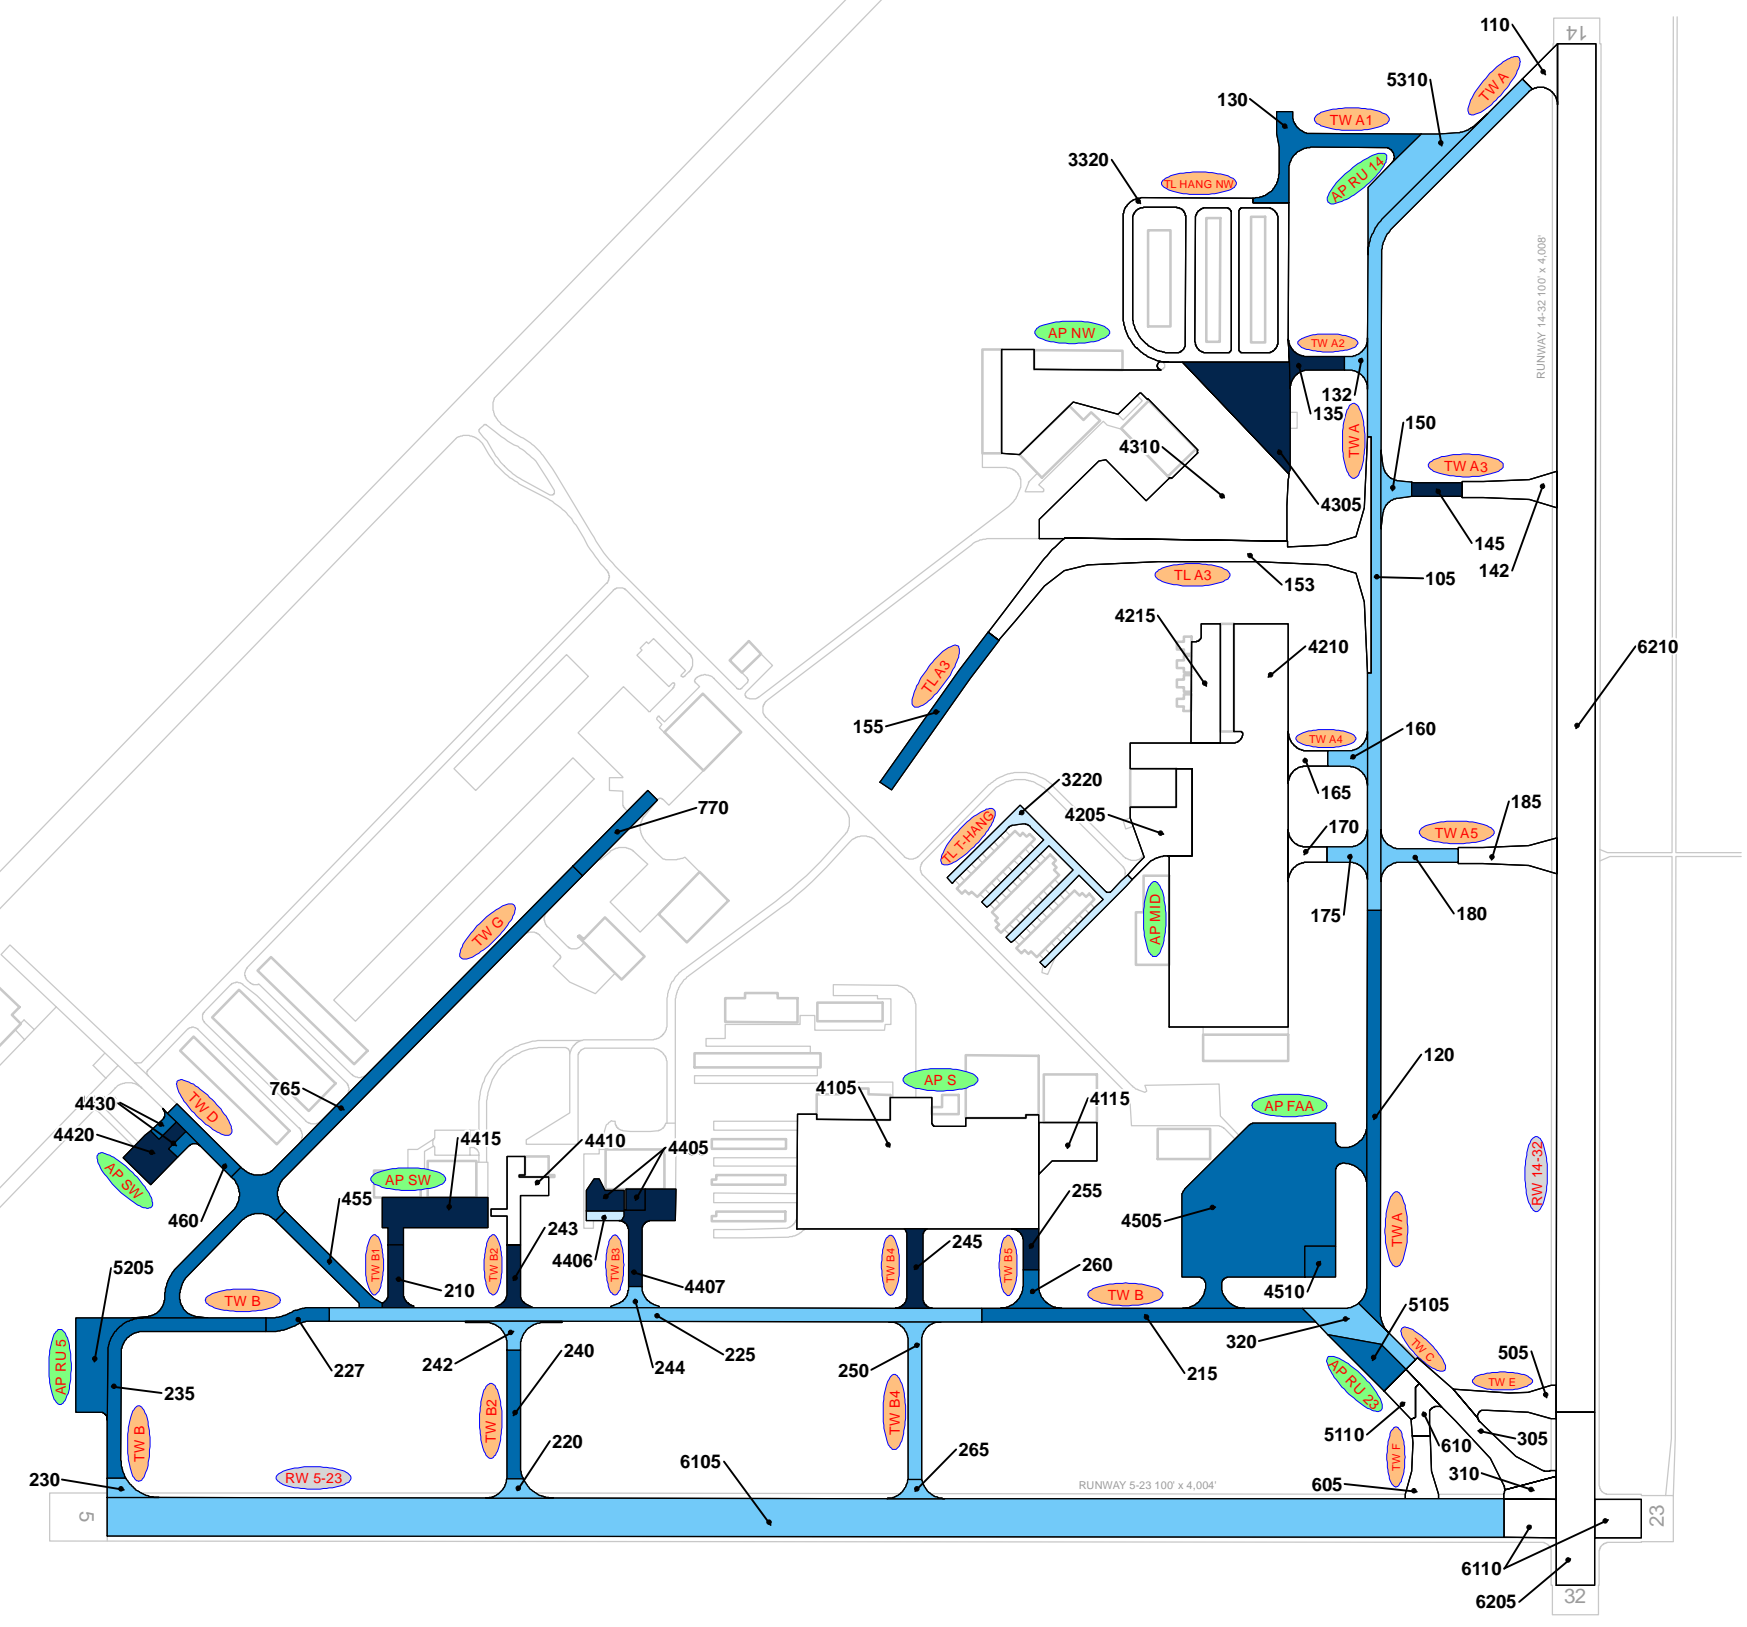 110
14
5310
TW A
130
TW A1
3320
AP RU 14
TL HANG NW
RUNWAY 14-32 100' x 4,008'
AP NW
TW A2
132
135
TW A
150
4310
TW A3
4305
145
142
TL A3
105
153
4215
4210
6210
TL A3
155
160
TW A4
3220
165
770
4205
185
170
TL T-HANG
TW A5
AP MID
175
180
TW G
120
765
4105
AP S
4115
4430
TW D
AP FAA
4420
4415
4410
4405
AP SW
AP SW
RW 14-32
255
460
455
243
4505
TW A
245
4406
5205
TW B1
TW B2
TW B3
TW B4
TW B5
260
210
4407
4510
TW B
TW B
5105
320
TW C
AP RU 5
227
242
240
244
225
250
215
505
235
AP RU 23
TW E
TW B
TW B2
TW B4
5110
610
305
220
265
TW F
6105
310
230
RW 5-23
RUNWAY 5-23 100' x 4,004'
605
5
23
6110
6205
32